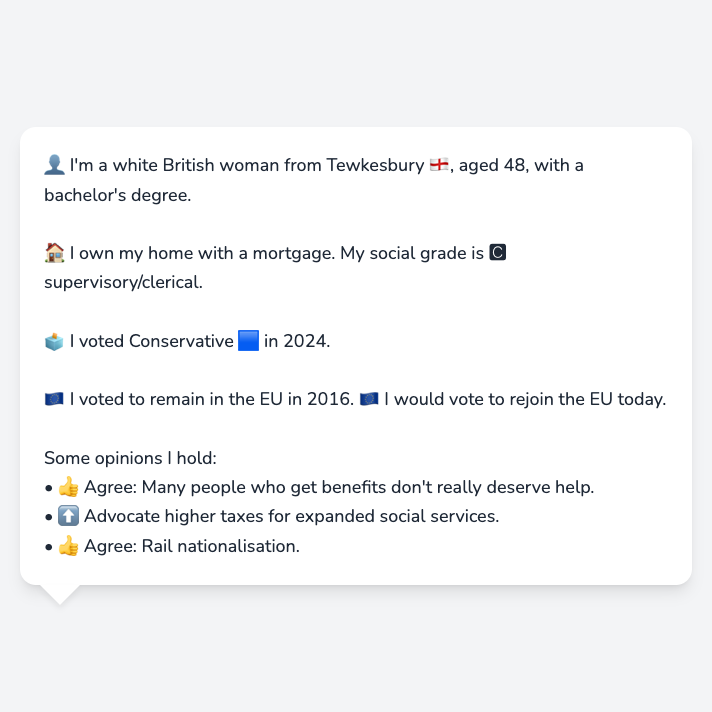 👤 I'm a white British woman from Tewkesbury 🏴󠁧󠁢󠁥󠁮󠁧󠁿, aged 48, with a
bachelor's degree.
🏠 I own my home with a mortgage. My social grade is 🅲
supervisory/clerical.
🗳️ I voted Conservative 🟦 in 2024.
🇪🇺 I voted to remain in the EU in 2016. 🇪🇺 I would vote to rejoin the EU today.
Some opinions I hold:
• 👍 Agree: Many people who get benefits don't really deserve help.
• ⬆️ Advocate higher taxes for expanded social services.
• 👍 Agree: Rail nationalisation.